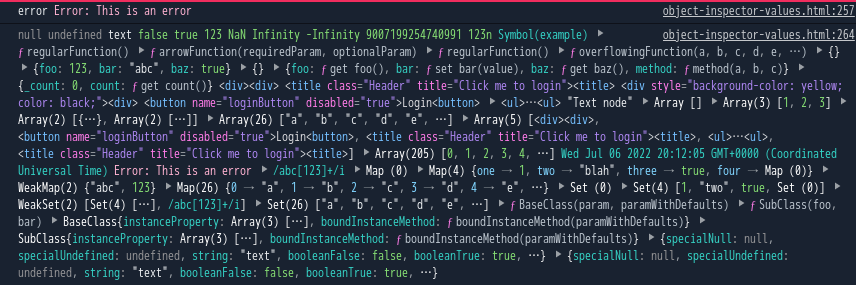 error Error: This is an error object-inspector-values.html:257
null undefined text false true 123 NaN Infinity -Infinity 9007199254740991 123n Symbol(example) ▶ object-inspector-values.html:264
ƒ regularFunction() ▶ ƒ arrowFunction(requiredParam, optionalParam) ▶ ƒ regularFunction() ▶ ƒ overflowingFunction(a, b, c, d, e, …) ▶ {}
▶ {foo: 123, bar: "abc", baz: true} ▶ {} ▶ {foo: ƒ get foo(), bar: ƒ set bar(value), baz: ƒ get baz(), method: ƒ method(a, b, c)} ▶
{_count: 0, count: ƒ get count()} <div><div> <title class="Header" title="Click me to login"><title> <div style="background-color: yellow;
color: black;"><div> <button name="loginButton" disabled="true">Login<button> ▶ <ul>⋯<ul> "Text node" ▶ Array [] ▶ Array(3) [1, 2, 3] ▶
Array(2) [{…}, Array(2) […]] ▶ Array(26) ["a", "b", "c", "d", "e", …] ▶ Array(5) [<div><div>,
<button name="loginButton" disabled="true">Login<button>, <title class="Header" title="Click me to login"><title>, <ul>⋯<ul>,
<title class="Header" title="Click me to login"><title>] ▶ Array(205) [0, 1, 2, 3, 4, …] Wed Jul 06 2022 20:12:05 GMT+0000 (Coordinated
Universal Time) Error: This is an error ▶ /abc[123]+/i ▶ Map (0) ▶ Map(4) {one → 1, two → "blah", three → true, four → Map (0)} ▶
WeakMap(2) {"abc", 123} ▶ Map(26) {0 → "a", 1 → "b", 2 → "c", 3 → "d", 4 → "e", …} ▶ Set (0) ▶ Set(4) [1, "two", true, Set (0)] ▶
WeakSet(2) [Set(4) […], /abc[123]+/i] ▶ Set(26) ["a", "b", "c", "d", "e", …] ▶ ƒ BaseClass(param, paramWithDefaults) ▶ ƒ SubClass(foo,
bar) ▶ BaseClass{instanceProperty: Array(3) […], boundInstanceMethod: ƒ boundInstanceMethod(paramWithDefaults)} ▶
SubClass{instanceProperty: Array(3) […], boundInstanceMethod: ƒ boundInstanceMethod(paramWithDefaults)} ▶ {specialNull: null,
specialUndefined: undefined, string: "text", booleanFalse: false, booleanTrue: true, …} ▶ {specialNull: null, specialUndefined:
undefined, string: "text", booleanFalse: false, booleanTrue: true, …}